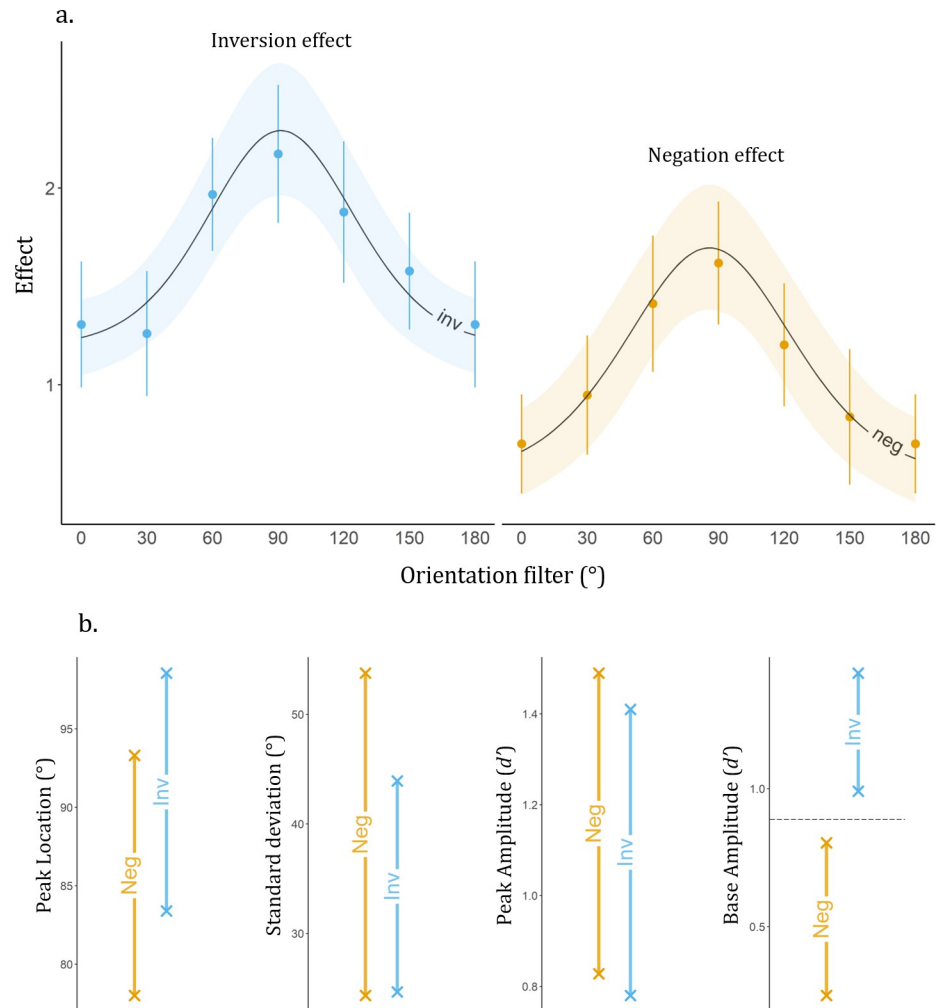 a.
Inversion effect
Negation effect
2
1
Effect
inv
neg
0 30 60 90 120 150 180
0 30 60 90 120 150 180
Orientation filter (°)
b.
Peak Location (°)
95
90
85
80
Neg
Inv
Standard deviation (°)
50
40
30
Neg
Inv
Peak Amplitude (d′)
1.4
1.2
1.0
0.8
Neg
Inv
Base Amplitude (d′)
1.0
0.5
Neg
Inv